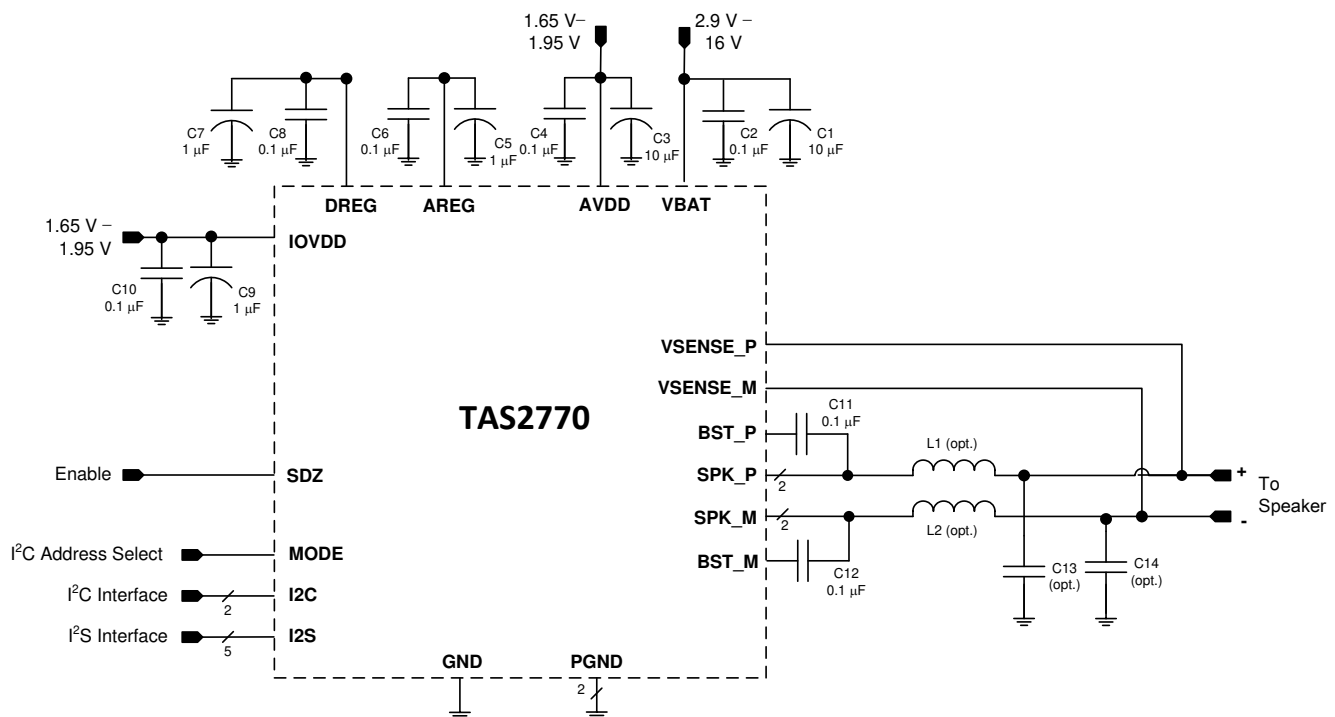 1.65 V–
1.95 V
2.9 V –
16 V
C7
1 µF
C8
0.1 µF
C6
0.1 µF
C5
1 µF
C4
0.1 µF
C3
10 µF
C2
0.1 µF
C1
10 µF
DREG
AREG
AVDD
VBAT
1.65 V –
1.95 V
IOVDD
C10
0.1 µF
C9
1 µF
VSENSE_P
VSENSE_M
TAS2770
C11
0.1 µF
BST_P
L1 (opt.)
Enable
SDZ
SPK_P
2
+
To
Speaker
SPK_M
2
L2 (opt.)
-
I²C Address Select
MODE
BST_M
C12
0.1 µF
C13
(opt.)
C14
(opt.)
I²C Interface
2
I2C
I²S Interface
5
I2S
GND
PGND
2